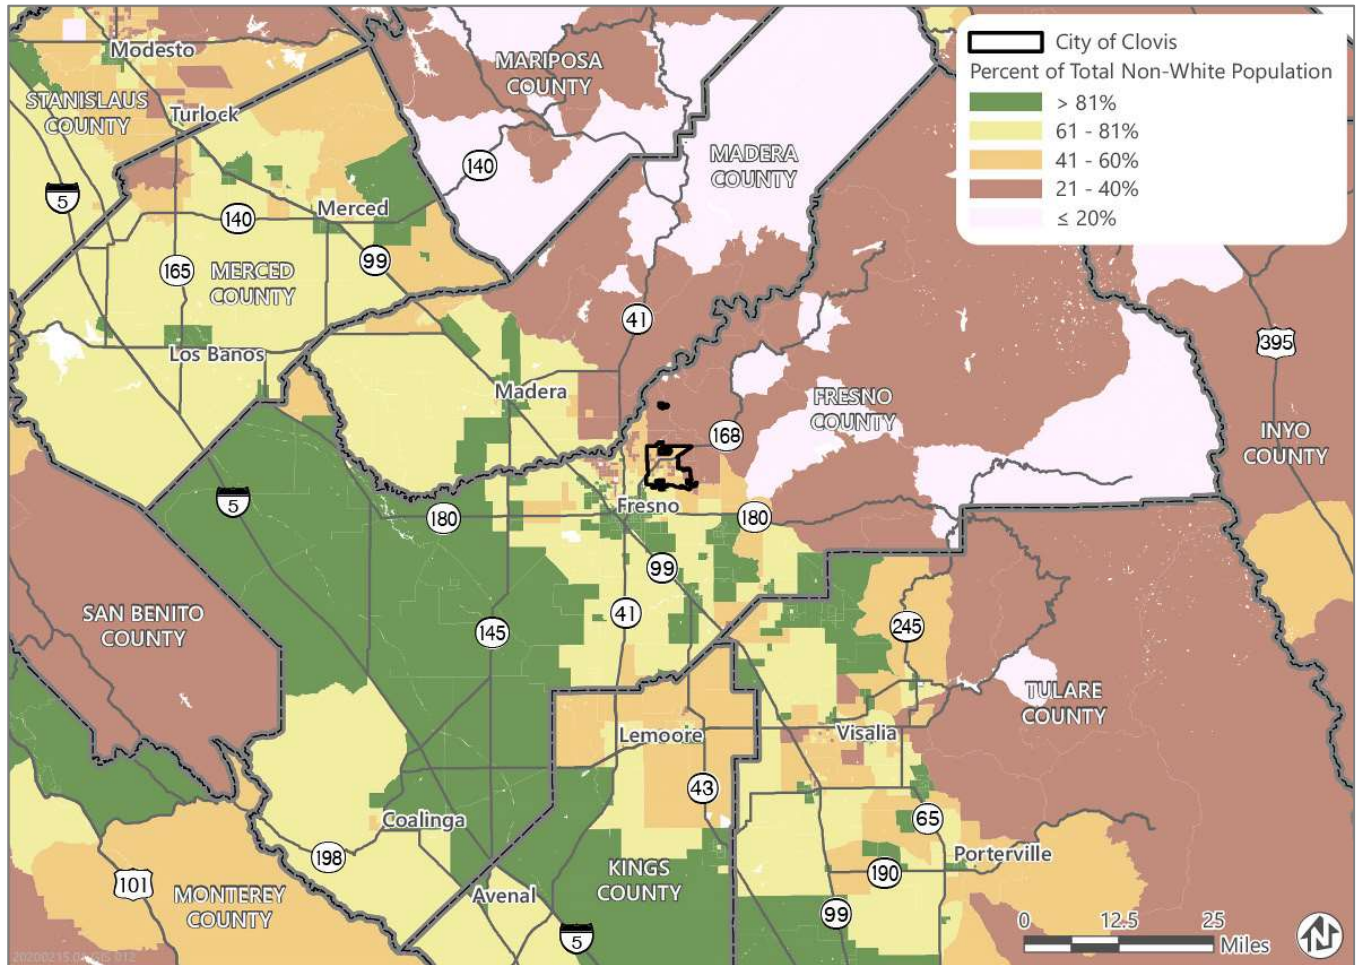 City of Clovis
Percent of Total Non-White Population
> 81%
61 - 81%
41 - 60%
21 - 40%
≤ 20%
Modesto
STANISLAUS
COUNTY
Turlock
MARIPOSA
COUNTY
140
MADERA
COUNTY
5
140
Merced
165
MERCED
COUNTY
99
41
395
Los Banos
Madera
FRESNO
COUNTY
168
INYO
COUNTY
5
180
Fresno
180
99
SAN BENITO
COUNTY
145
41
245
TULARE
COUNTY
Lemoore
Visalia
43
Coalinga
65
198
Porterville
101
MONTEREY
COUNTY
Avenal
KINGS
COUNTY
190
99
5
0 12.5 25
Miles
N